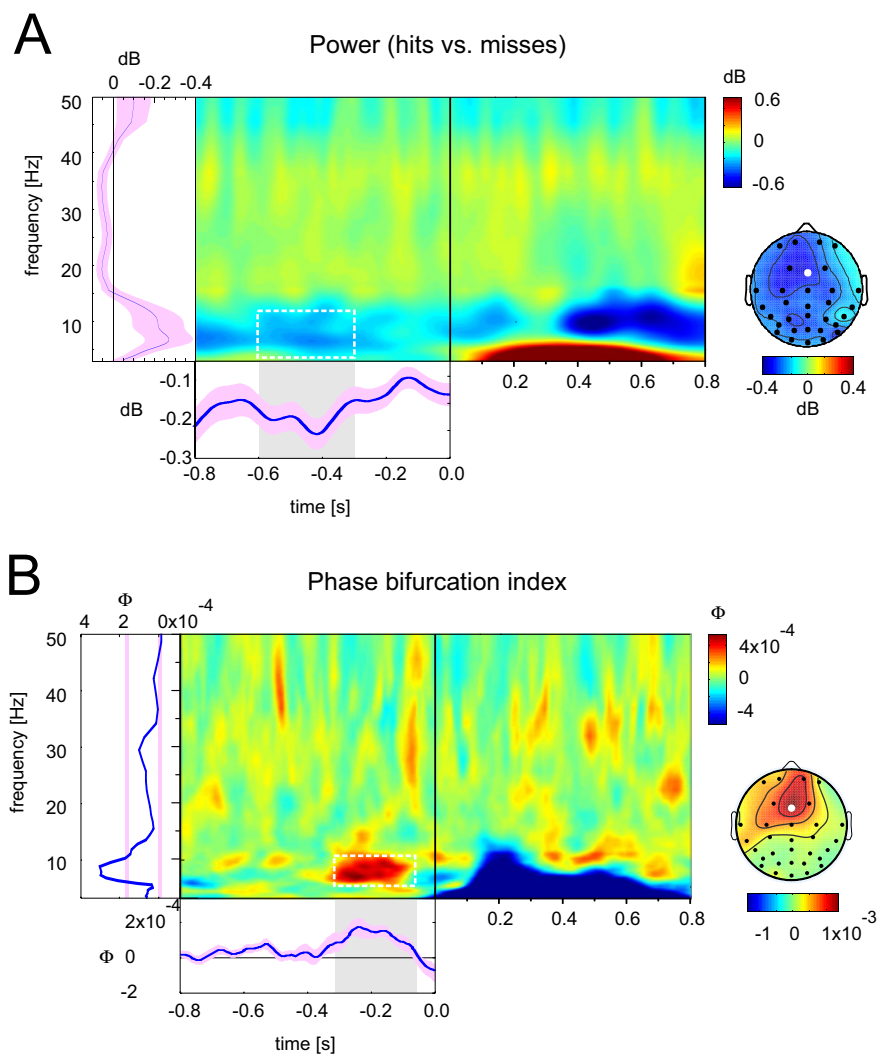 A
Power (hits vs. misses)
dB
0 -0.2 -0.4
dB
0.6
0
-0.6
50
40
30
20
10
frequency [Hz]
0.2 0.4 0.6 0.8
-0.4 0 0.4
dB
-0.1
dB
-0.2
-0.3
-0.8 -0.6 -0.4 -0.2 0.0
time [s]
B
Phase bifurcation index
Φ
4 2 0x10-4
Φ
4x10-4
0
-4
50
40
30
20
10
frequency [Hz]
0.2 0.4 0.6 0.8
-1 0 1x10-3
2x10-4
Φ 0
-2
-0.8 -0.6 -0.4 -0.2 0.0
time [s]